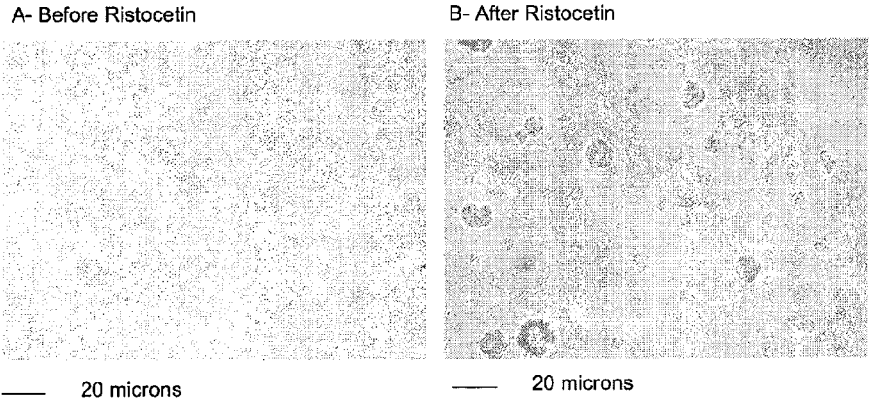 A- Before Ristocetin
B- After Ristocetin
20 microns
20 microns